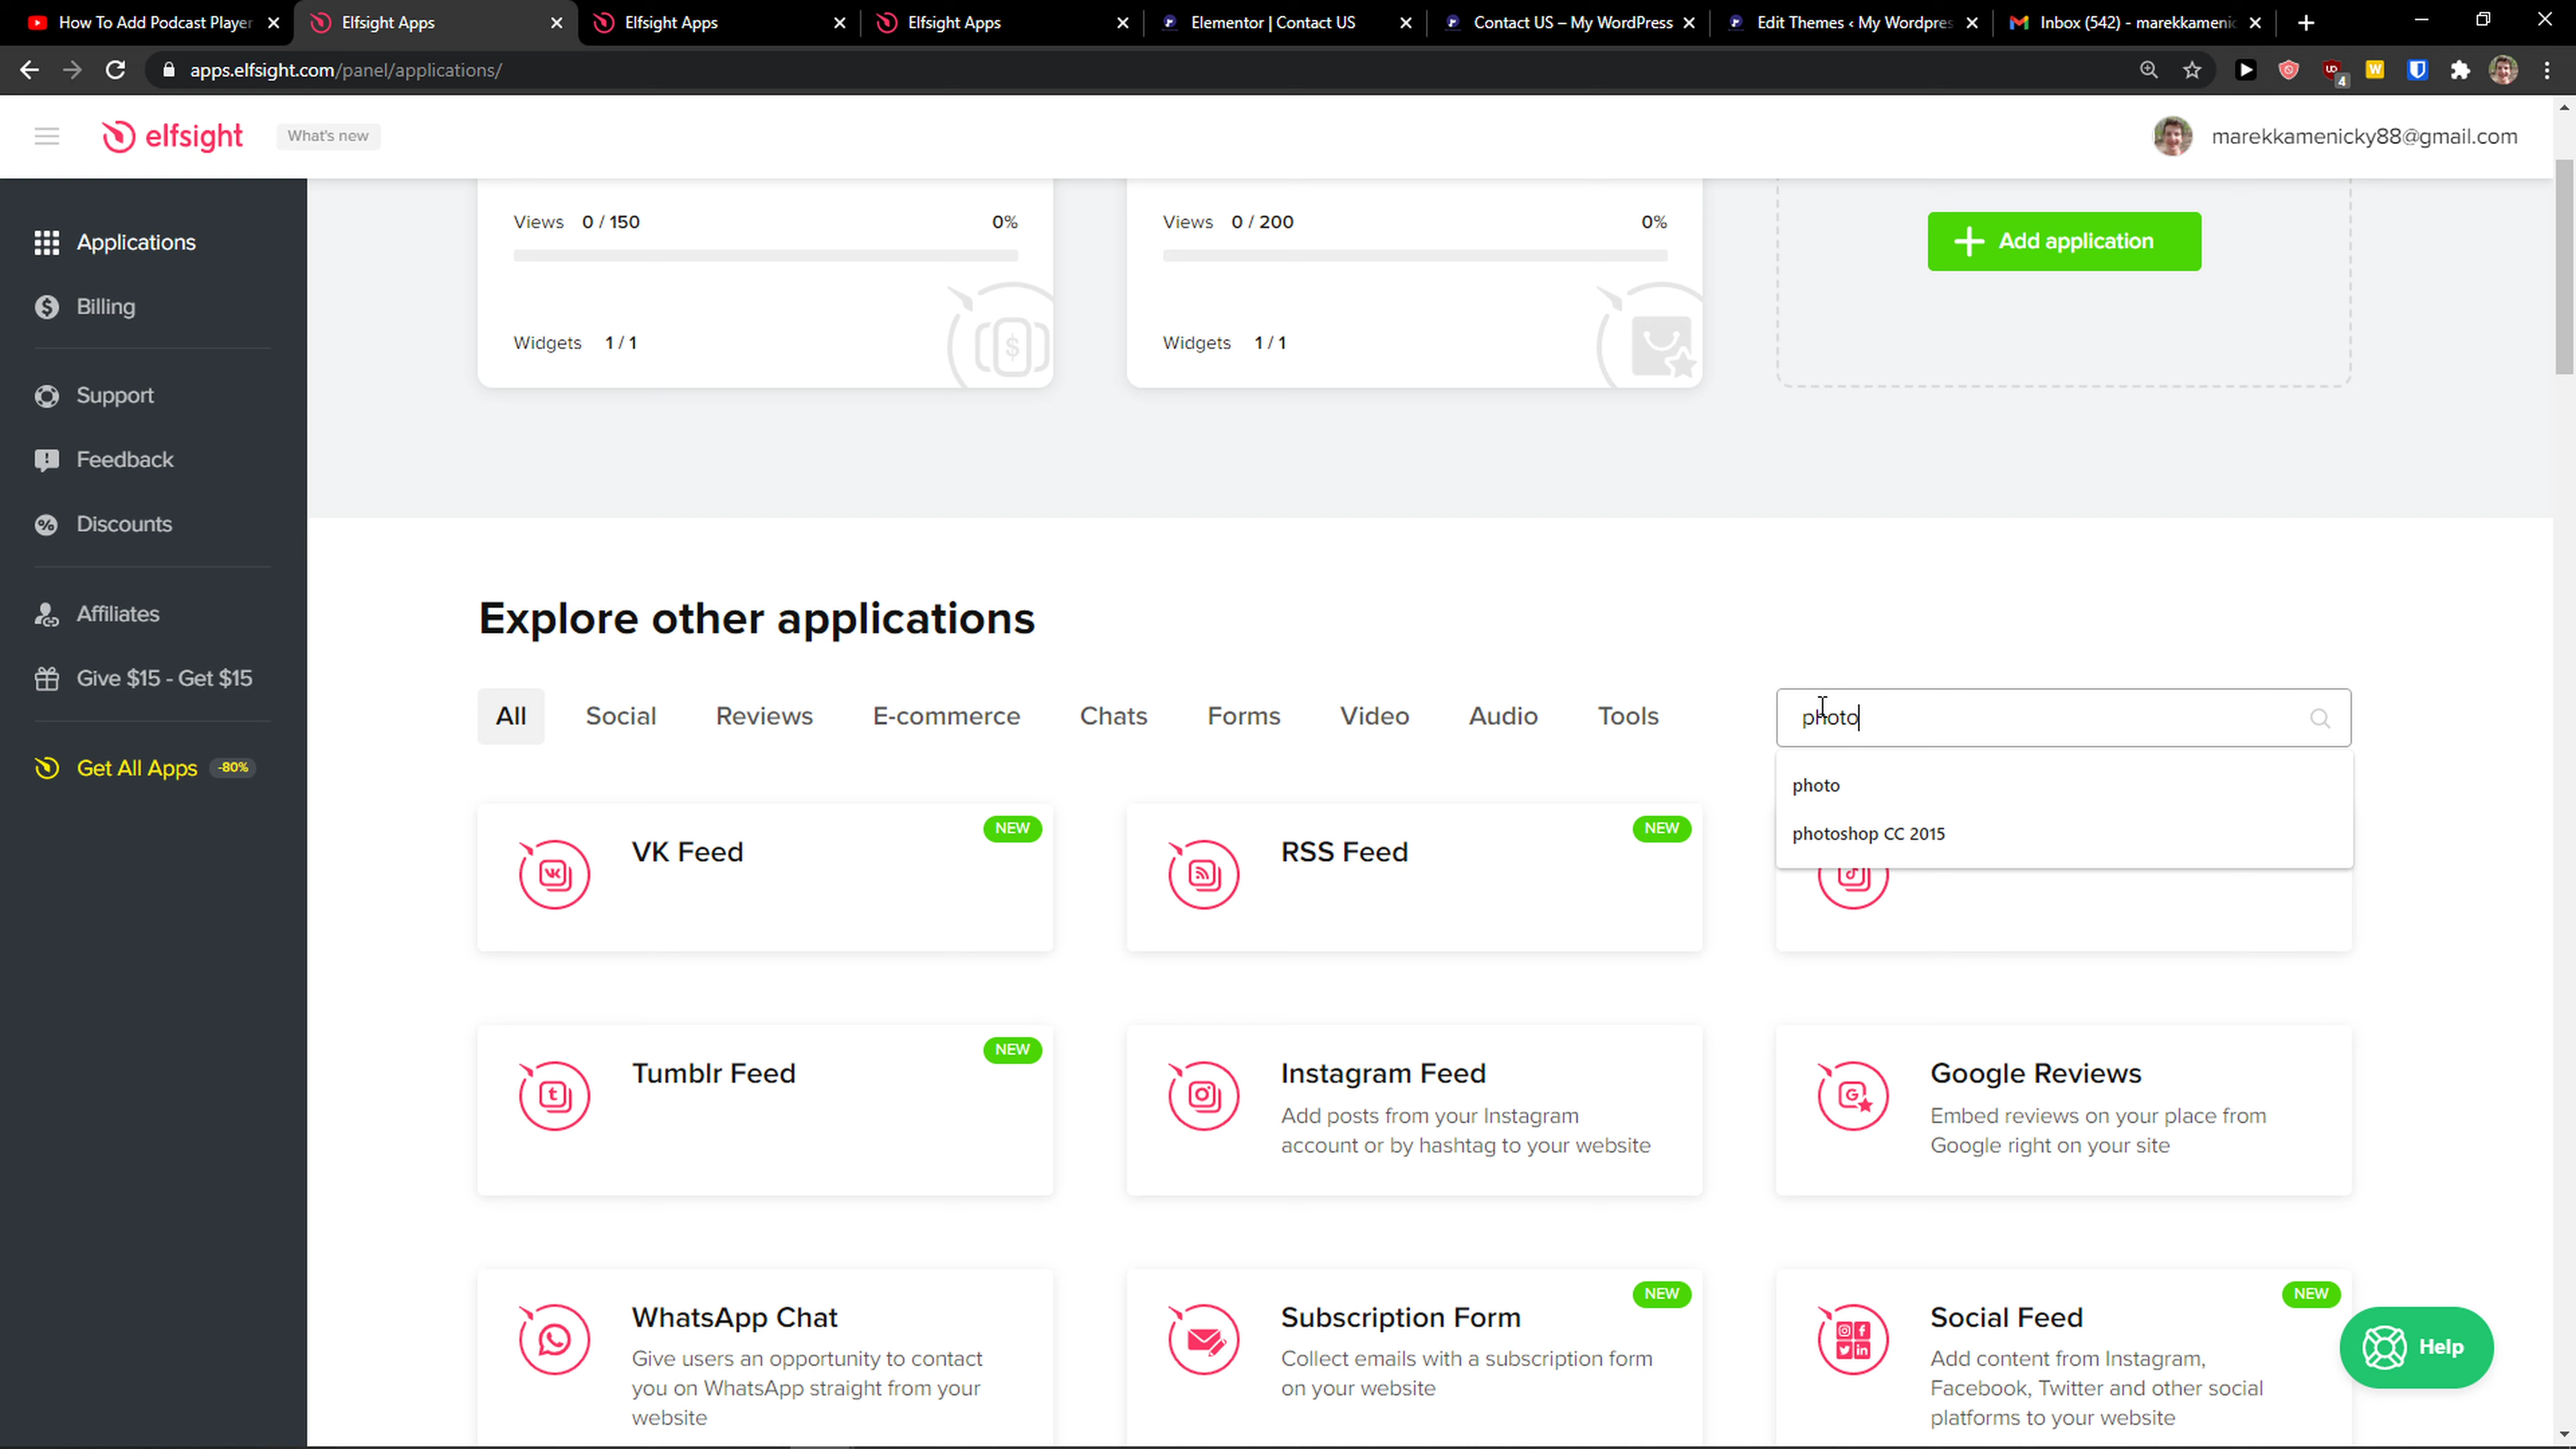 How To Add Podcast Player
Elfsight Apps
Elfsight Apps
Elfsight Apps
Elementor | Contact US
Contact US – My WordPress
Edit Themes ‹ My Wordpres
Inbox (542) - marekkamenic
apps.elfsight.com/panel/applications/
4
elfsight
What's new
marekkamenicky88@gmail.com
Applications
Billing
Support
Feedback
Discounts
Affiliates
Give $15 - Get $15
Get All Apps -80%
Views 0 / 150 0%
Widgets 1 / 1
Views 0 / 200 0%
Widgets 1 / 1
Add application
Explore other applications
All Social Reviews E-commerce Chats Forms Video Audio Tools
photo
photo
photoshop CC 2015
VK Feed
NEW
RSS Feed
NEW
Tumblr Feed
NEW
Instagram Feed
Add posts from your Instagram
account or by hashtag to your website
Google Reviews
Embed reviews on your place from
Google right on your site
WhatsApp Chat
Give users an opportunity to contact
you on WhatsApp straight from your
website
Subscription Form
NEW
Collect emails with a subscription form
on your website
Social Feed
NEW
Add content from Instagram,
Facebook, Twitter and other social
platforms to your website
Help